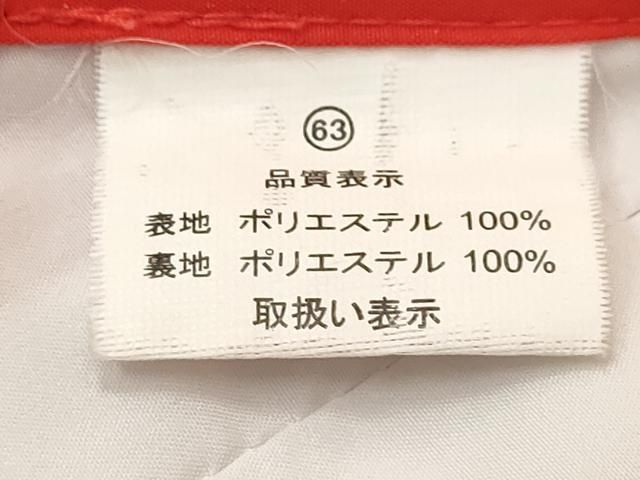 63
品質表示
表地 ポリエステル 100%
裏地 ポリエステル 100%
取扱い表示